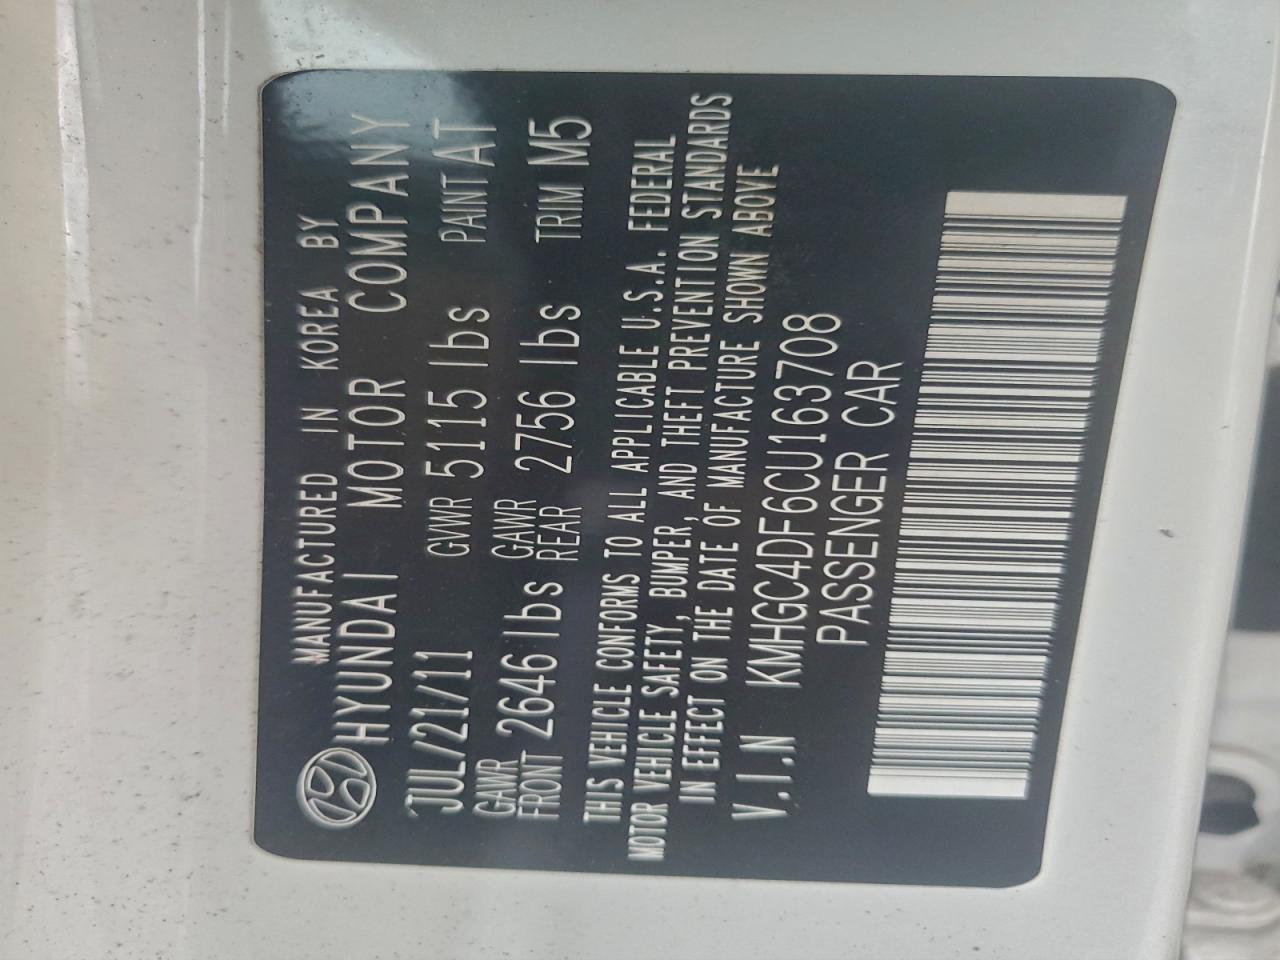 MANUFACTURED IN KOREA BY
HYUNDAI MOTOR COMPANY
JUL/21/11 GVWR 5115 lbs PAINT AT
GAWR FRONT 2646 lbs GAWR REAR 2756 lbs TRIM M5
THIS VEHICLE CONFORMS TO ALL APPLICABLE U.S.A. FEDERAL
MOTOR VEHICLE SAFETY, BUMPER, AND THEFT PREVENTION STANDARDS
IN EFFECT ON THE DATE OF MANUFACTURE SHOWN ABOVE
V.I.N KMHGC4DF6CU163708
PASSENGER CAR